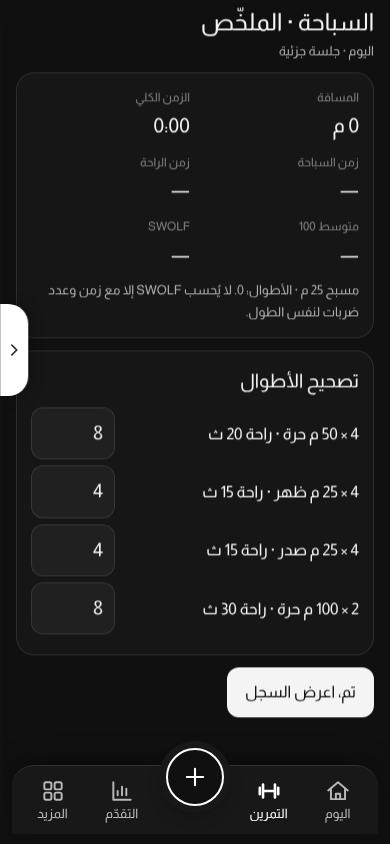 السباحة · الملخّص
اليوم · جلسة جزئية
المسافة
الزمن الكلي
0 م
0:00
زمن السباحة
زمن الراحة
—
—
متوسط 100
SWOLF
—
—
مسبح 25 م · الأطوال: 0. لا يُحسب SWOLF إلا مع زمن وعدد
ضربات لنفس الطول.
تصحيح الأطوال
4 × 50 م حرة · راحة 20 ث
8
4 × 25 م ظهر · راحة 15 ث
4
4 × 25 م صدر · راحة 15 ث
4
2 × 100 م حرة · راحة 30 ث
8
تم، اعرض السجل
اليوم
التمرين
التقدّم
المزيد